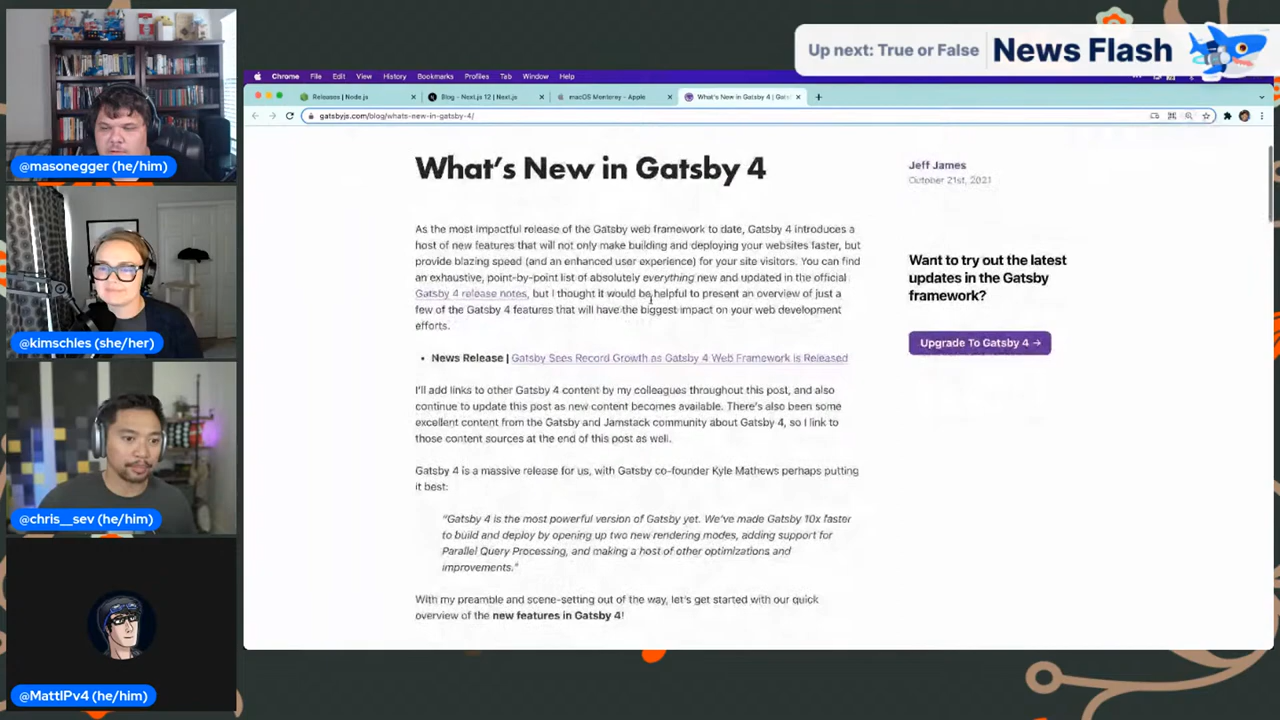 Up next: True or False
News Flash
Chrome File Edit View History Bookmarks Profiles Tab Window Help
Releases | Node.js
Blog - Next.js 12 | Next.js
macOS Monterey - Apple
What's New in Gatsby 4 | Gats
gatsbyjs.com/blog/whats-new-in-gatsby-4/
What's New in Gatsby 4
Jeff James
October 21st, 2021
As the most impactful release of the Gatsby web framework to date, Gatsby 4 introduces a
host of new features that will not only make building and deploying your websites faster, but
provide blazing speed (and an enhanced user experience) for your site visitors. You can find
an exhaustive, point-by-point list of absolutely everything new and updated in the official
Gatsby 4 release notes, but I thought it would be helpful to present an overview of just a
few of the Gatsby 4 features that will have the biggest impact on your web development
efforts.
• News Release | Gatsby Sees Record Growth as Gatsby 4 Web Framework is Released
I'll add links to other Gatsby 4 content by my colleagues throughout this post, and also
continue to update this post as new content becomes available. There's also been some
excellent content from the Gatsby and Jamstack community about Gatsby 4, so I link to
those content sources at the end of this post as well.
Gatsby 4 is a massive release for us, with Gatsby co-founder Kyle Mathews perhaps putting
it best:
"Gatsby 4 is the most powerful version of Gatsby yet. We've made Gatsby 10x faster
to build and deploy by opening up two new rendering modes, adding support for
Parallel Query Processing, and making a host of other optimizations and
improvements."
With my preamble and scene-setting out of the way, let's get started with our quick
overview of the new features in Gatsby 4!
Want to try out the latest
updates in the Gatsby
framework?
Upgrade To Gatsby 4 →
@masonegger (he/him)
@kimschles (she/her)
@chris__sev (he/him)
@MattIPv4 (he/him)